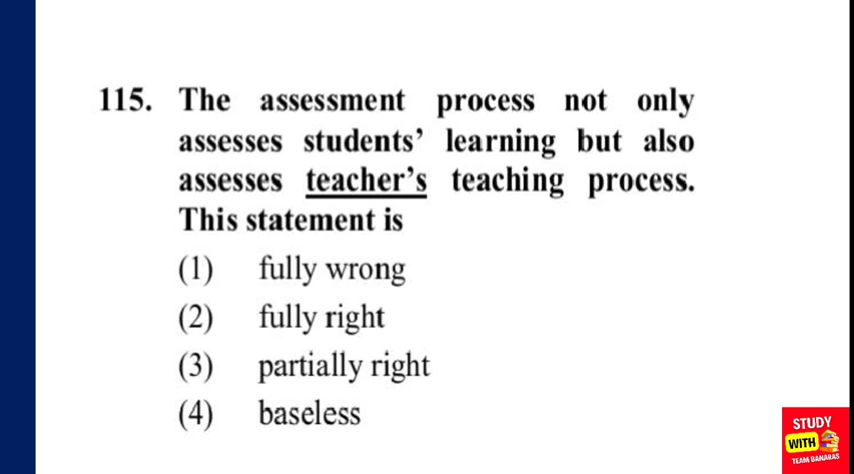 115. The assessment process not only
assesses students' learning but also
assesses teacher's teaching process.
This statement is
(1) fully wrong
(2) fully right
(3) partially right
(4) baseless
STUDY
WITH
TEAM BANARAS